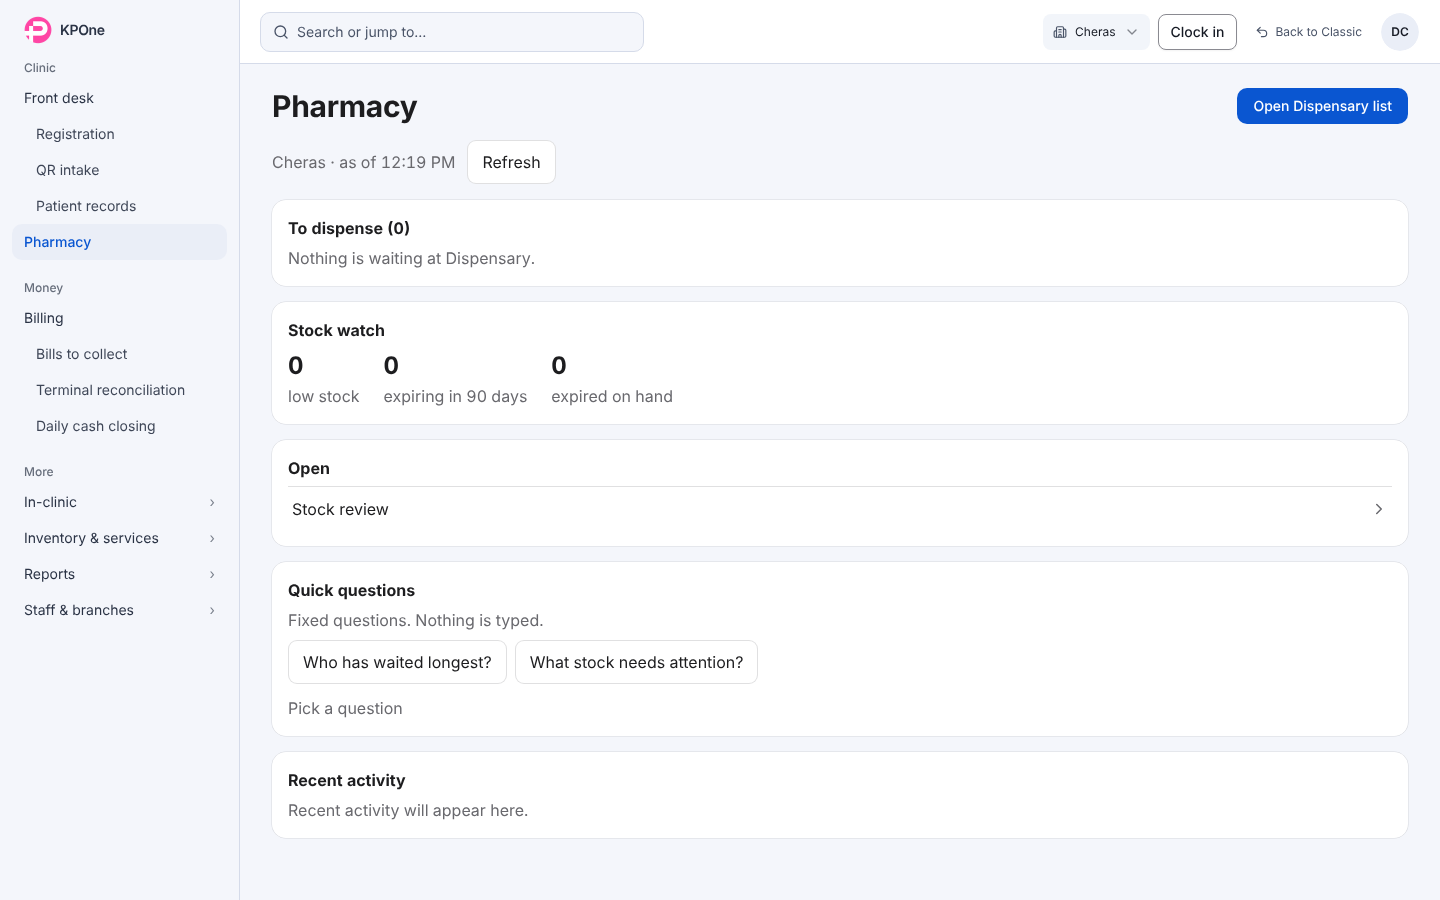 KPOne
Clinic
Front desk
Registration
QR intake
Patient records
Pharmacy
Money
Billing
Bills to collect
Terminal reconciliation
Daily cash closing
More
In-clinic
Inventory & services
Reports
Staff & branches
Search or jump to...
Cheras
Clock in
Back to Classic
DC
Pharmacy
Open Dispensary list
Cheras · as of 12:19 PM
Refresh
To dispense (0)
Nothing is waiting at Dispensary.
Stock watch
0 0 0
low stock expiring in 90 days expired on hand
Open
Stock review
Quick questions
Fixed questions. Nothing is typed.
Who has waited longest? What stock needs attention?
Pick a question
Recent activity
Recent activity will appear here.